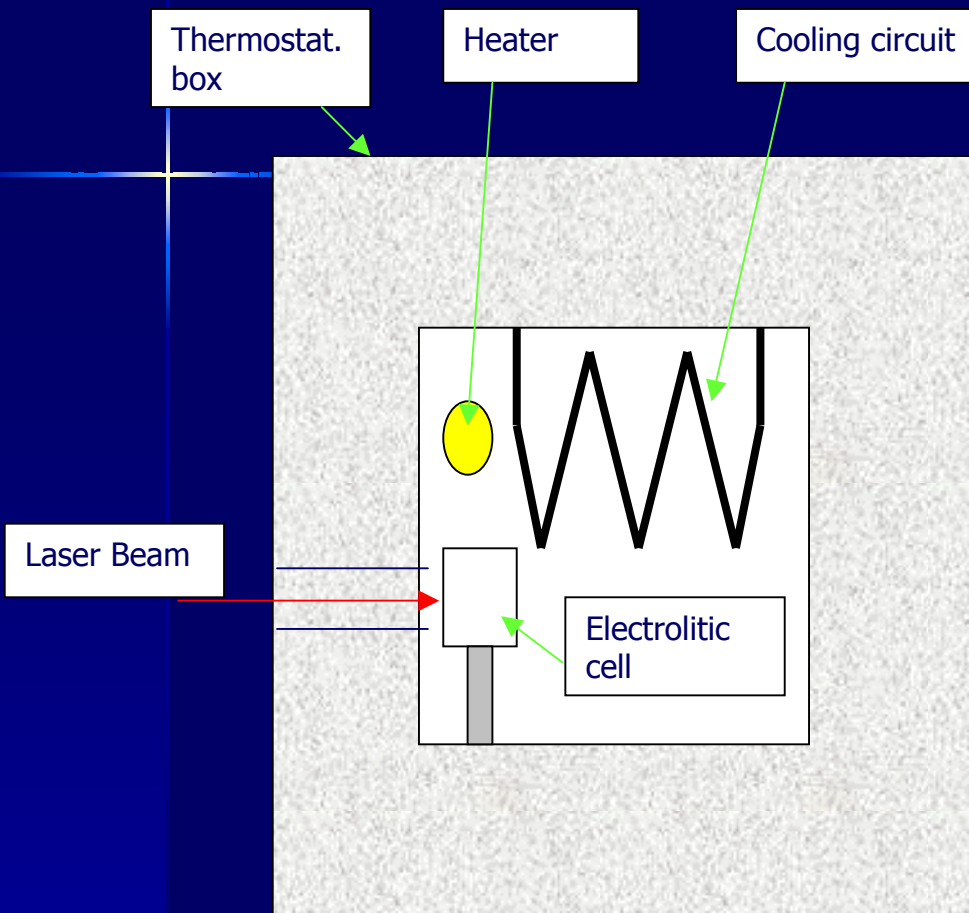 Thermostat.
box
Heater
Cooling circuit
Laser Beam
Electrolitic
cell